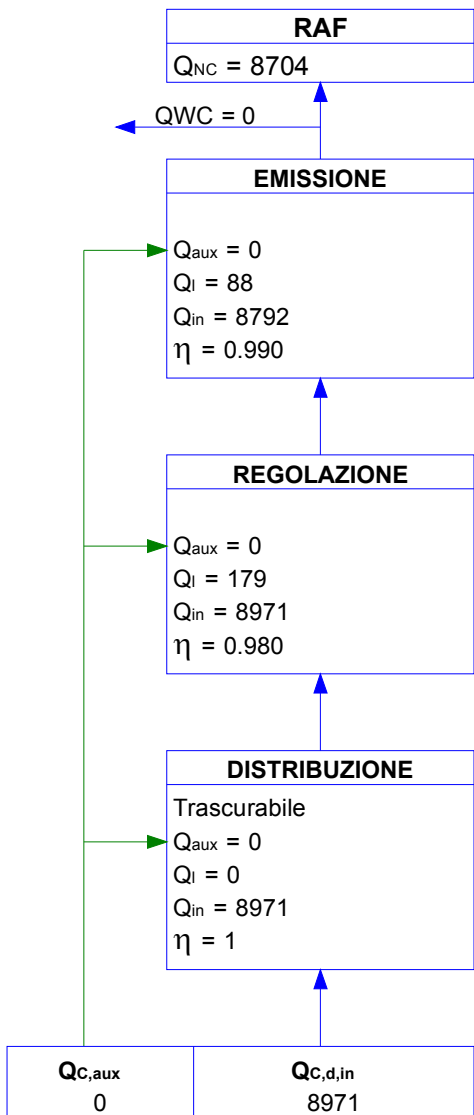 RAF
QNC = 8704
QWC = 0
EMISSIONE
Qaux = 0
Ql = 88
Qin = 8792
η = 0.990
REGOLAZIONE
Qaux = 0
Ql = 179
Qin = 8971
η = 0.980
DISTRIBUZIONE
Trascurabile
Qaux = 0
Ql = 0
Qin = 8971
η = 1
QC,aux QC,d,in
0 8971